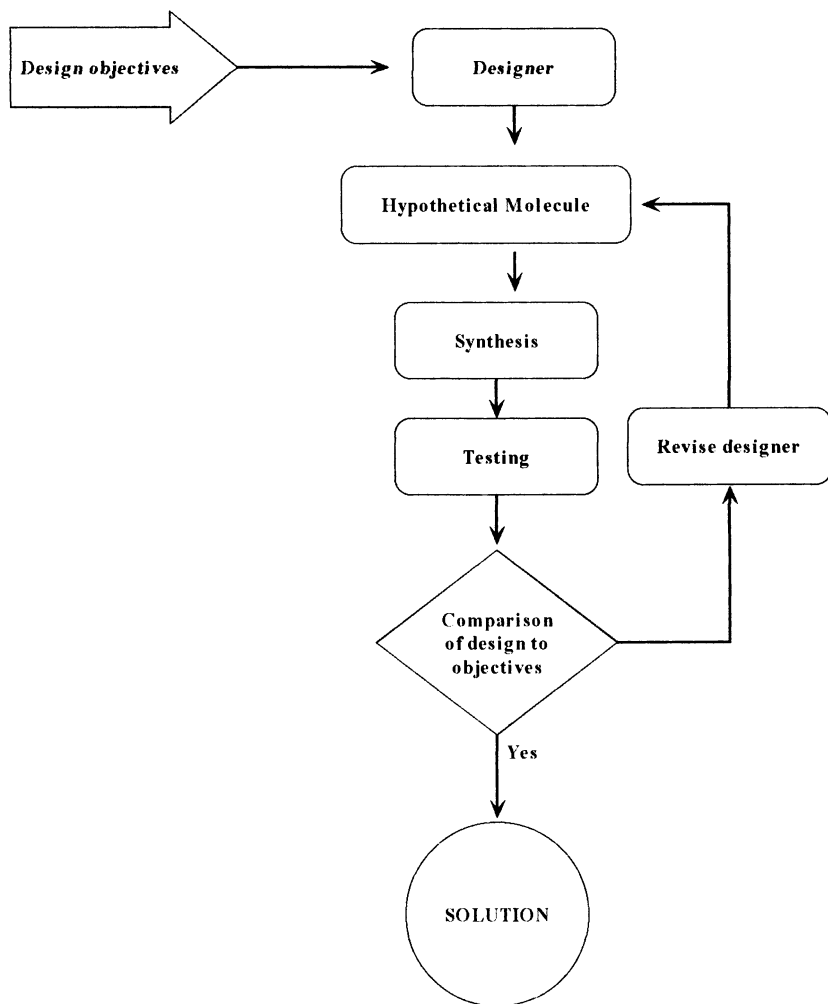 Design objectives
Designer
Hypothetical Molecule
Synthesis
Testing
Revise designer
Comparison
of design to
objectives
Yes
SOLUTION